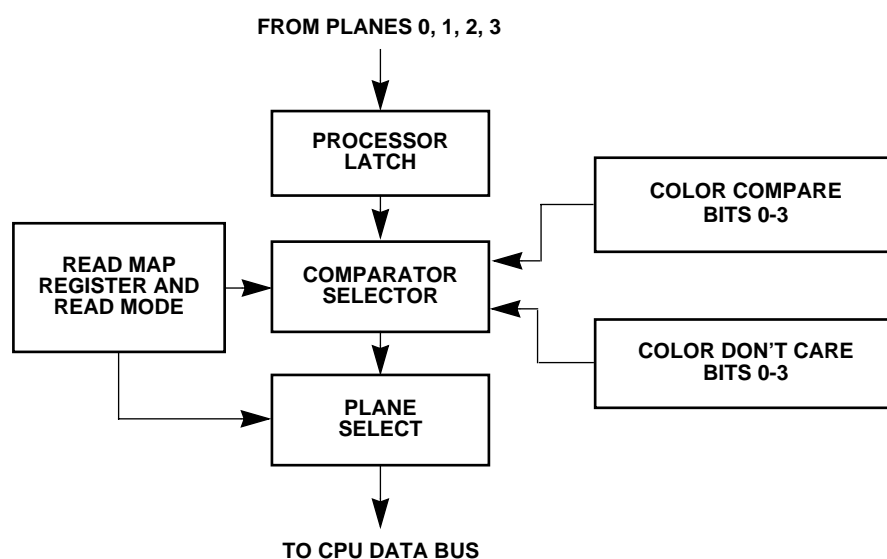 FROM PLANES 0, 1, 2, 3
PROCESSOR
LATCH
COLOR COMPARE
BITS 0-3
READ MAP
REGISTER AND
READ MODE
COMPARATOR
SELECTOR
COLOR DON'T CARE
BITS 0-3
PLANE
SELECT
TO CPU DATA BUS